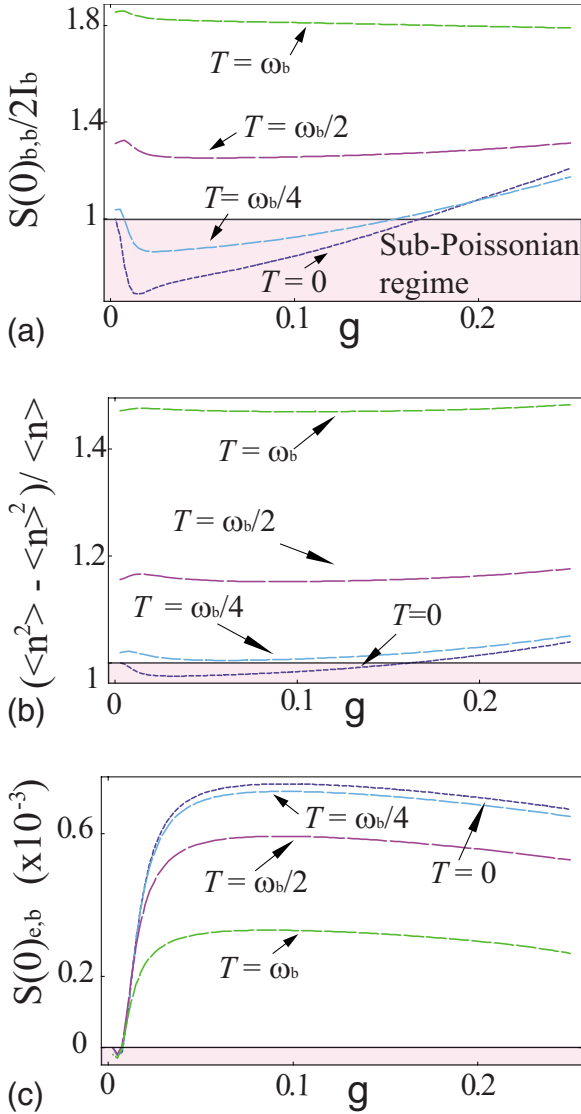 1.8
T = ωb
S(0)b,b/2Ib
1.4
T = ωb/2
T = ωb/4
1
Sub-Poissonian
T = 0
regime
(a)
0
0.1
g
0.2
1.4
T = ωb
(<n²> - <n>²)/ <n>
T = ωb/2
1.2
T = ωb/4
T=0
1
(b)
0
0.1
g
0.2
S(0)e,b (x10⁻³)
0.6
T = ωb/4
T = ωb/2
T = 0
0.2
T = ωb
0
(c)
0
0.1
g
0.2